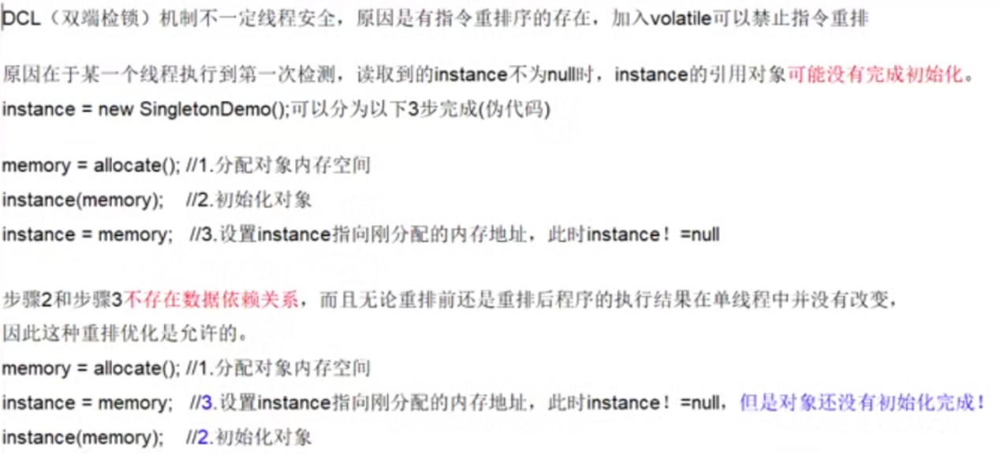 DCL（双端检锁）机制不一定线程安全，原因是有指令重排序的存在，加入volatile可以禁止指令重排
原因在于某一个线程执行到第一次检测，读取到的instance不为null时，instance的引用对象可能没有完成初始化。
instance = new SingletonDemo();可以分为以下3步完成(伪代码)
memory = allocate(); //1.分配对象内存空间
instance(memory); //2.初始化对象
instance = memory; //3.设置instance指向刚分配的内存地址，此时instance！=null
步骤2和步骤3不存在数据依赖关系，而且无论重排前还是重排后程序的执行结果在单线程中并没有改变，
因此这种重排优化是允许的。
memory = allocate(); //1.分配对象内存空间
instance = memory; //3.设置instance指向刚分配的内存地址，此时instance！=null，但是对象还没有初始化完成！
instance(memory); //2.初始化对象